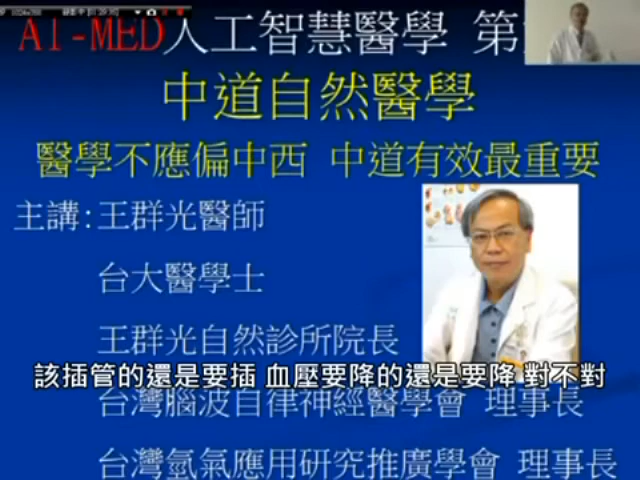 AI-MED人工智慧醫學 第
中道自然醫學
醫學不應偏中西 中道有效最重要
主講:王群光醫師
台大醫學士
王群光自然診所院長
該插管的還是要插 血壓要降的還是要降 對不對
台灣腦波自律神經醫學會 理事長
台灣氫氣應用研究推廣學會 理事長